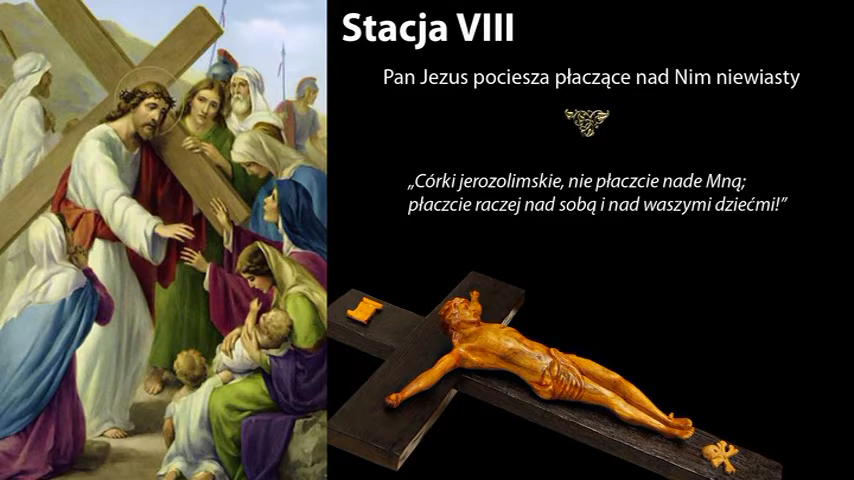 Stacja VIII
Pan Jezus pociesza płaczące nad Nim niewiasty
„Córki jerozolimskie, nie płaczcie nade Mną;
płaczcie raczej nad sobą i nad waszymi dziećmi!”